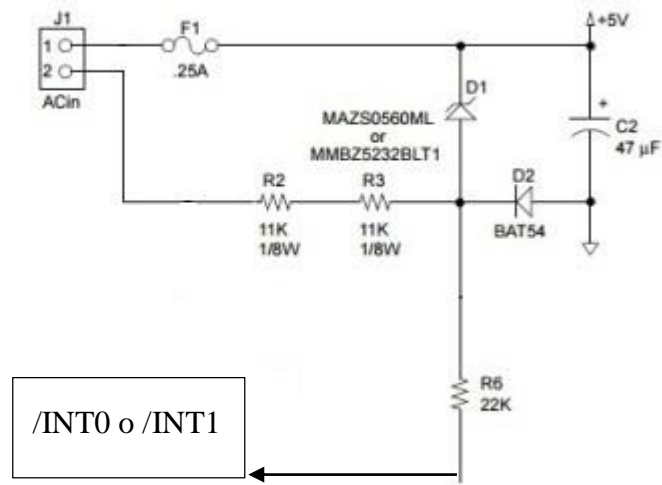 J1
F1
+5V
1
2
.25A
ACin
D1
MAZS0560ML
or
MMBZ5232BLT1
+
C2
47 µF
R2
R3
D2
11K
1/8W
11K
1/8W
BAT54
R6
22K
/INT0 o /INT1